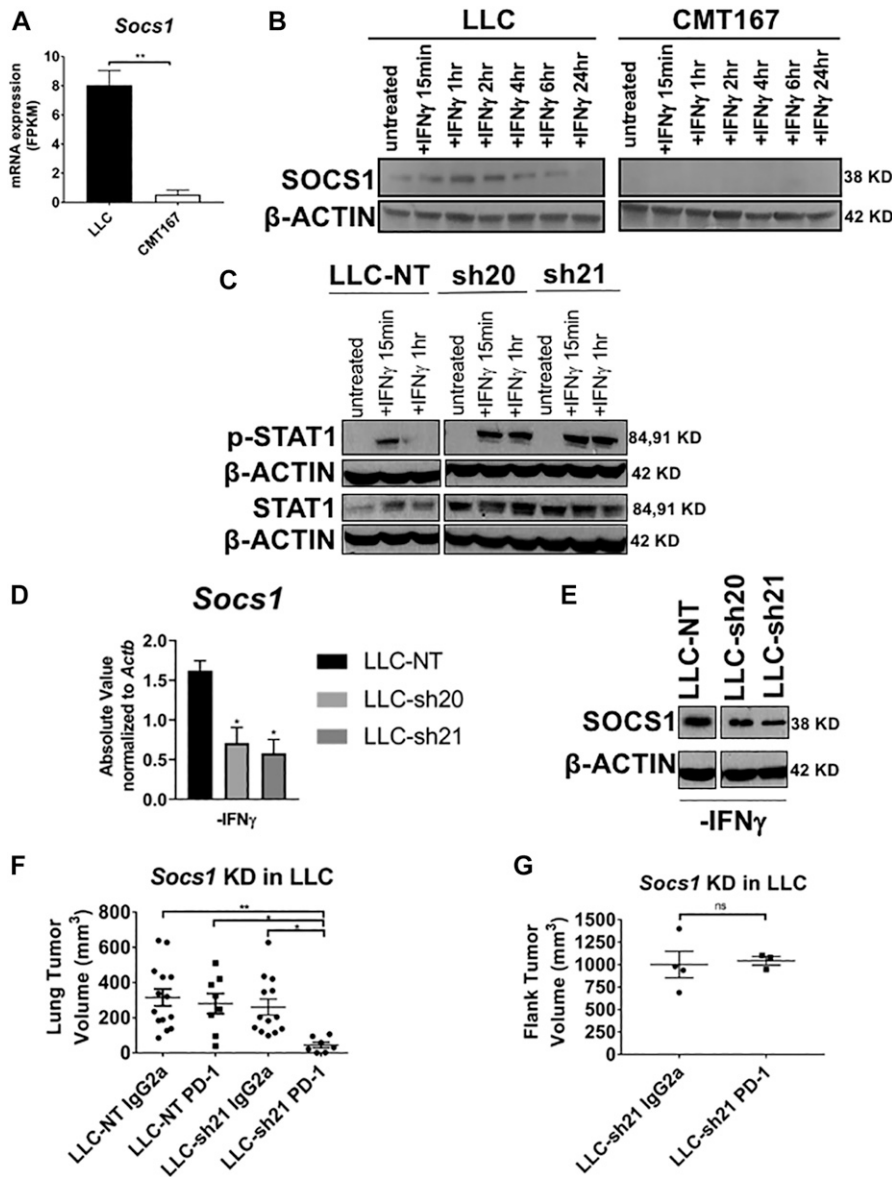 A
Socs1
**
mRNA expression
(FPKM)
10
8
6
4
2
0
LLC
CMT167
B
LLC
CMT167
untreated
+IFNγ 15min
+IFNγ 1hr
+IFNγ 2hr
+IFNγ 4hr
+IFNγ 6hr
+IFNγ 24hr
untreated
+IFNγ 15min
+IFNγ 1hr
+IFNγ 2hr
+IFNγ 4hr
+IFNγ 6hr
+IFNγ 24hr
SOCS1
38 KD
β-ACTIN
42 KD
C
LLC-NT
sh20
sh21
untreated
+IFNγ 15min
+IFNγ 1hr
untreated
+IFNγ 15min
+IFNγ 1hr
untreated
+IFNγ 15min
+IFNγ 1hr
p-STAT1
84,91 KD
β-ACTIN
42 KD
STAT1
84,91 KD
β-ACTIN
42 KD
D
Socs1
Absolute Value
normalized to Actb
2.0
1.5
1.0
0.5
0.0
*
*
-IFNγ
LLC-NT
LLC-sh20
LLC-sh21
E
LLC-NT
LLC-sh20
LLC-sh21
SOCS1
38 KD
β-ACTIN
42 KD
-IFNγ
F
Socs1 KD in LLC
**
*
*
Lung Tumor
Volume (mm³)
800
600
400
200
0
LLC-NT IgG2a
LLC-NT PD-1
LLC-sh21 IgG2a
LLC-sh21 PD-1
G
Socs1 KD in LLC
ns
Flank Tumor
Volume (mm³)
1500
1250
1000
750
500
250
0
LLC-sh21 IgG2a
LLC-sh21 PD-1